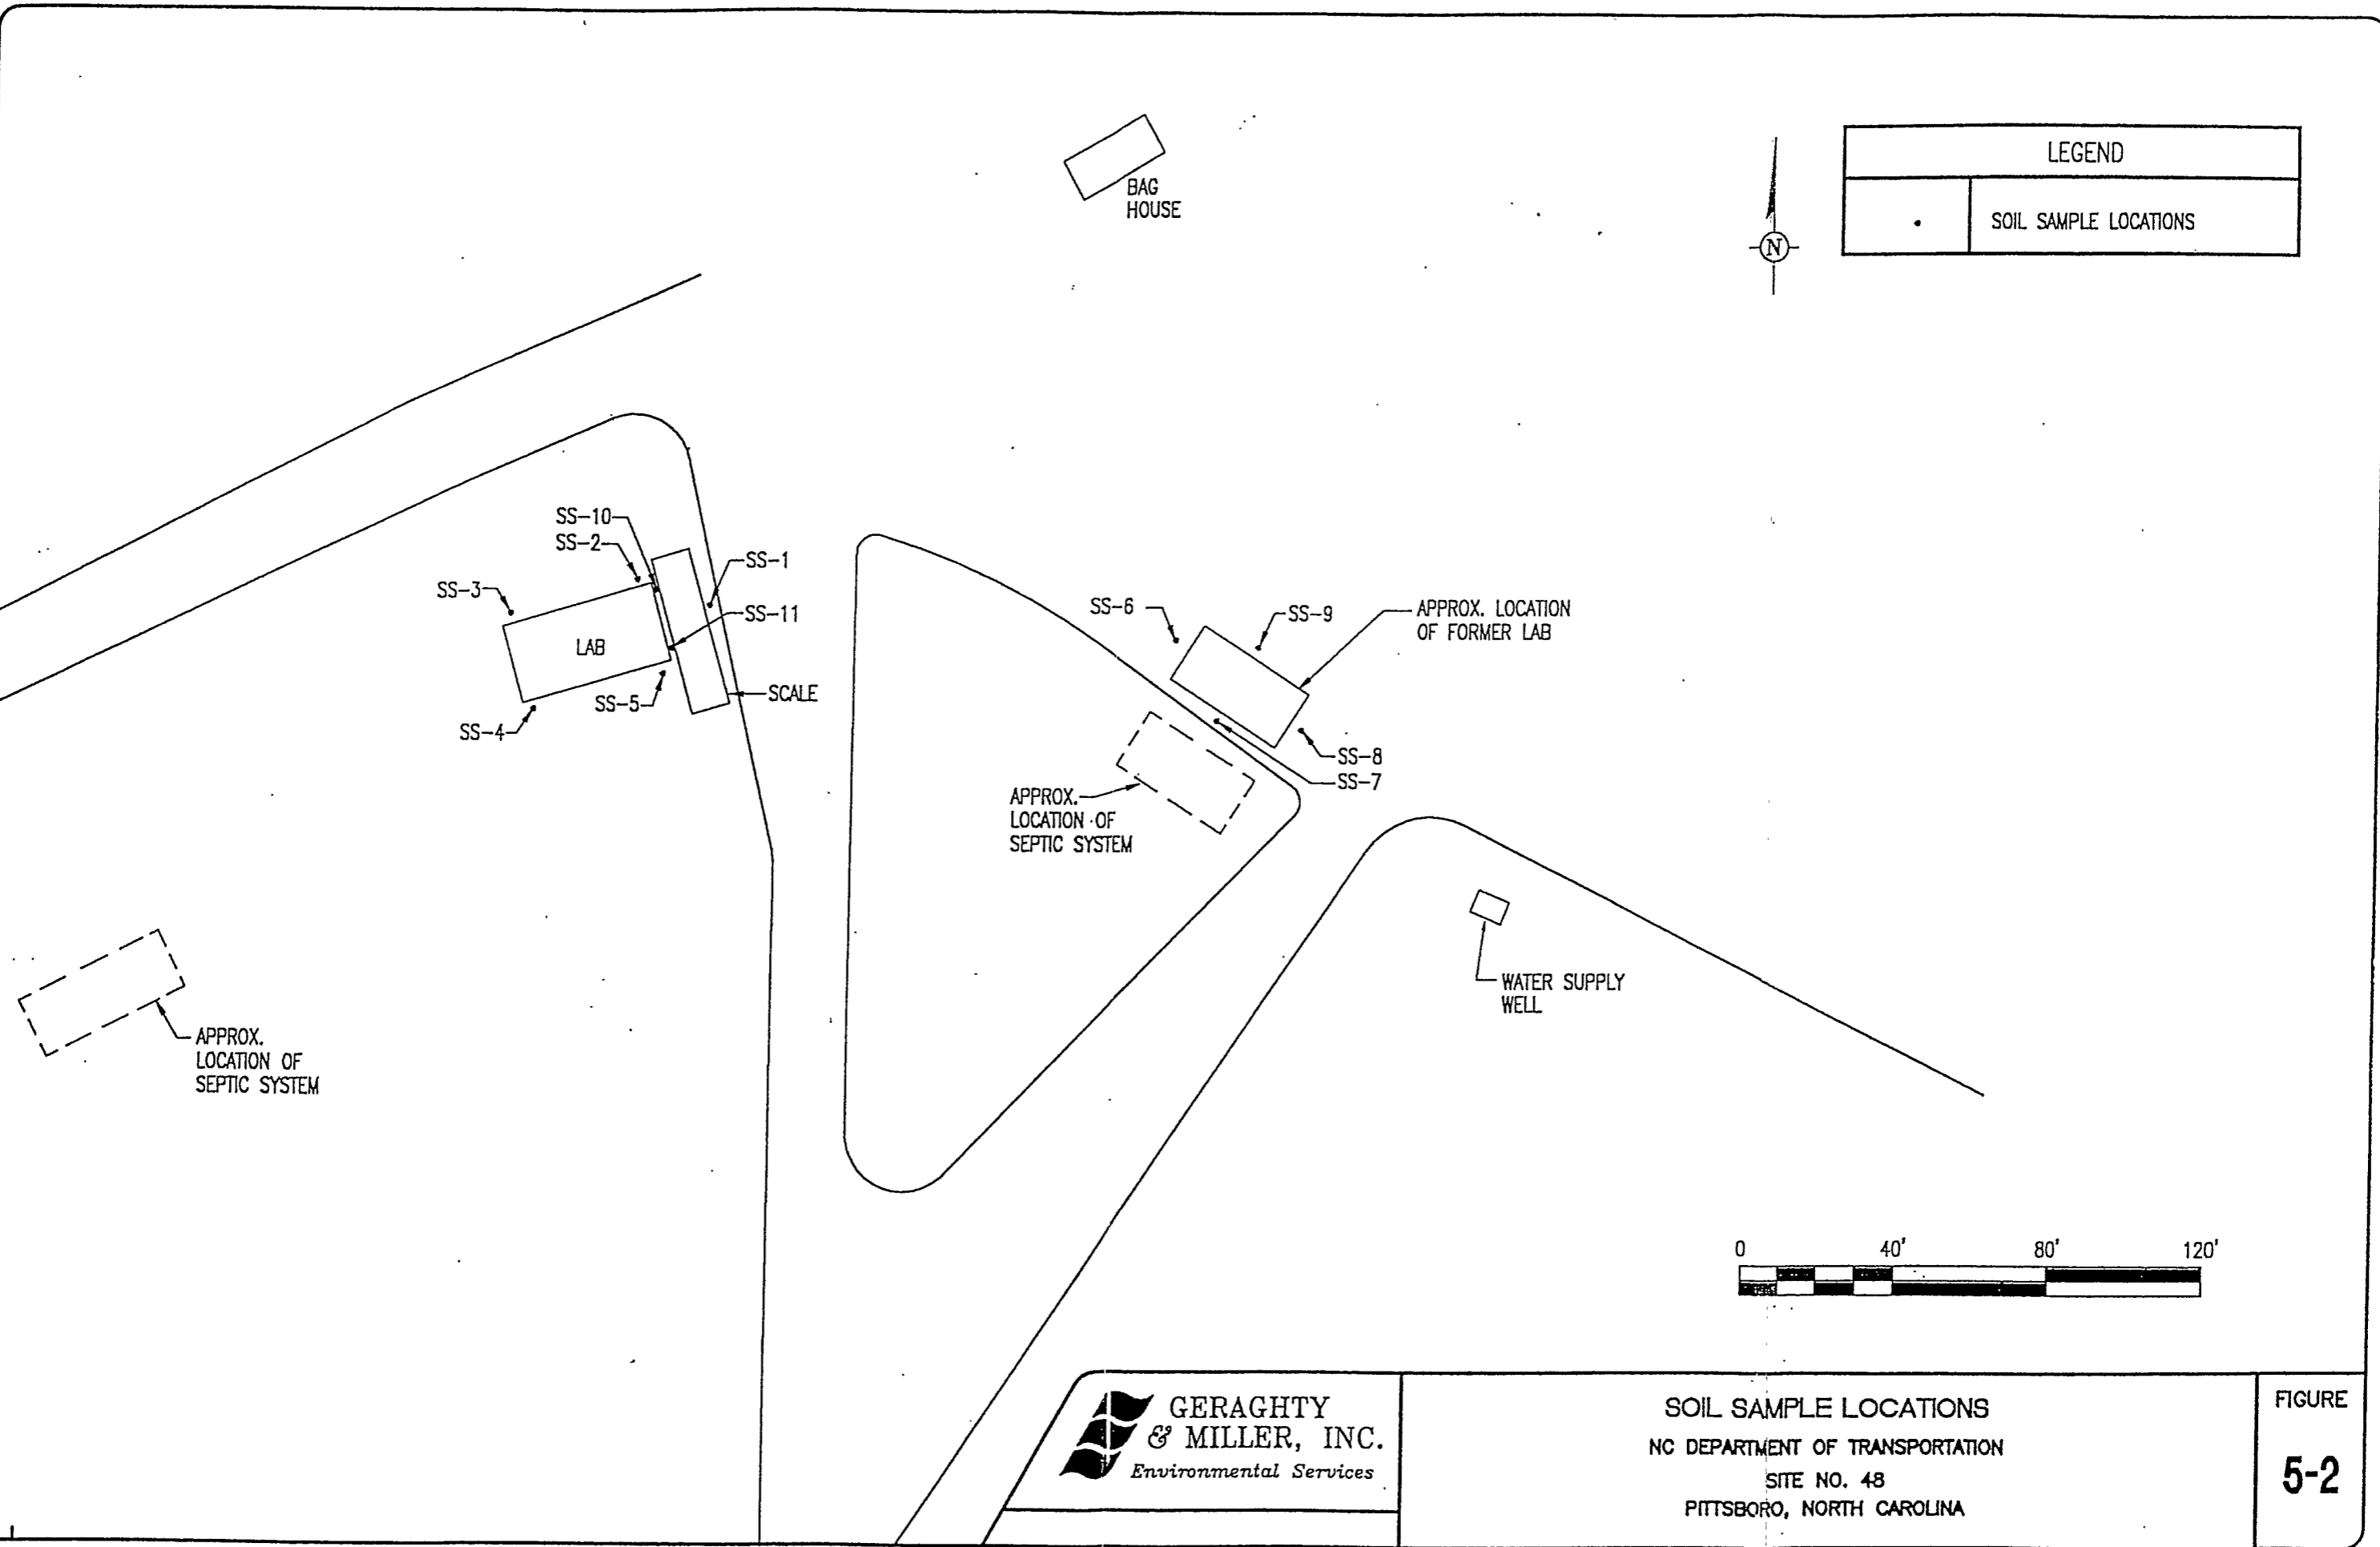 BAG
HOUSE
N
LEGEND
SOIL SAMPLE LOCATIONS
SS-10
SS-2
SS-1
SS-3
SS-11
LAB
SS-5
SCALE
SS-4
SS-6
SS-9
APPROX. LOCATION
OF FORMER LAB
SS-8
SS-7
APPROX.
LOCATION OF
SEPTIC SYSTEM
WATER SUPPLY
WELL
APPROX.
LOCATION OF
SEPTIC SYSTEM
0 40' 80' 120'
GERAGHTY
& MILLER, INC.
Environmental Services
SOIL SAMPLE LOCATIONS
NC DEPARTMENT OF TRANSPORTATION
SITE NO. 48
PITTSBORO, NORTH CAROLINA
FIGURE
5-2